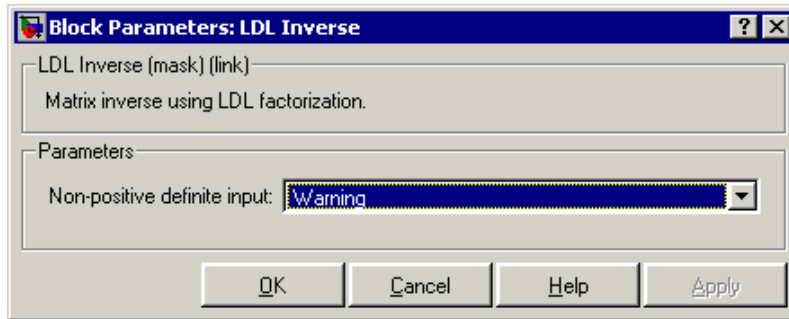 Block Parameters: LDL Inverse
LDL Inverse (mask) (link)
Matrix inverse using LDL factorization.
Parameters
Non-positive definite input: Warning
OK Cancel Help Apply